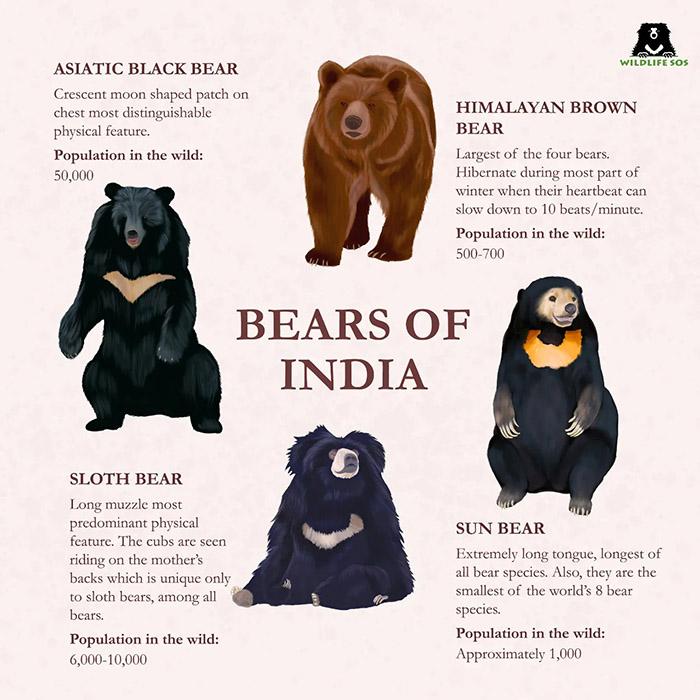 WILDLIFE SOS
ASIATIC BLACK BEAR
Crescent moon shaped patch on
chest most distinguishable
physical feature.
Population in the wild:
50,000
HIMALAYAN BROWN
BEAR
Largest of the four bears.
Hibernate during most part of
winter when their heartbeat can
slow down to 10 beats/minute.
Population in the wild:
500-700
BEARS OF
INDIA
SLOTH BEAR
Long muzzle most
predominant physical
feature. The cubs are seen
riding on the mother's
backs which is unique only
to sloth bears, among all
bears.
Population in the wild:
6,000-10,000
SUN BEAR
Extremely long tongue, longest of
all bear species. Also, they are the
smallest of the world's 8 bear
species.
Population in the wild:
Approximately 1,000